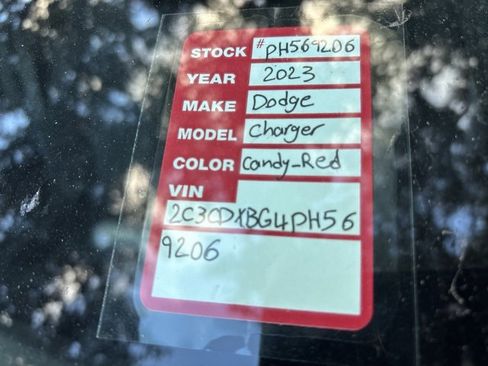 STOCK #PH569206
YEAR 2023
MAKE Dodge
MODEL Charger
COLOR Candy-Red
VIN
2C3CDXBG4PH56
9206